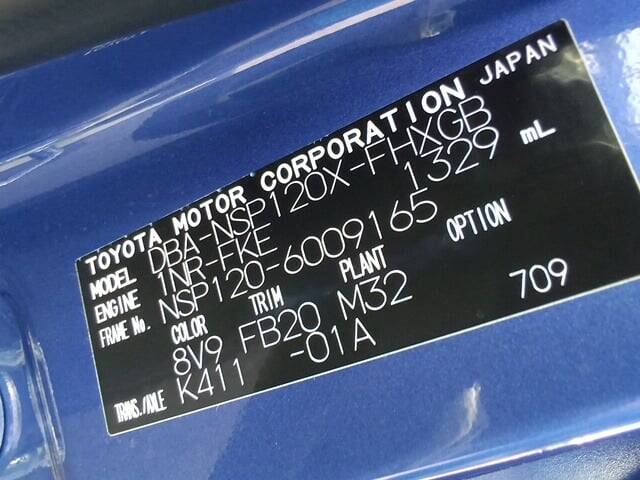 TOYOTA MOTOR CORPORATION JAPAN
MODEL DBA-NSP120X-FHXGB
ENGINE 1NR-FKE 1329 mL
FRAME No. NSP120-6009165
COLOR TRIM PLANT OPTION
8V9 FB20 M32 709
TRANS./AXLE K411 -01A